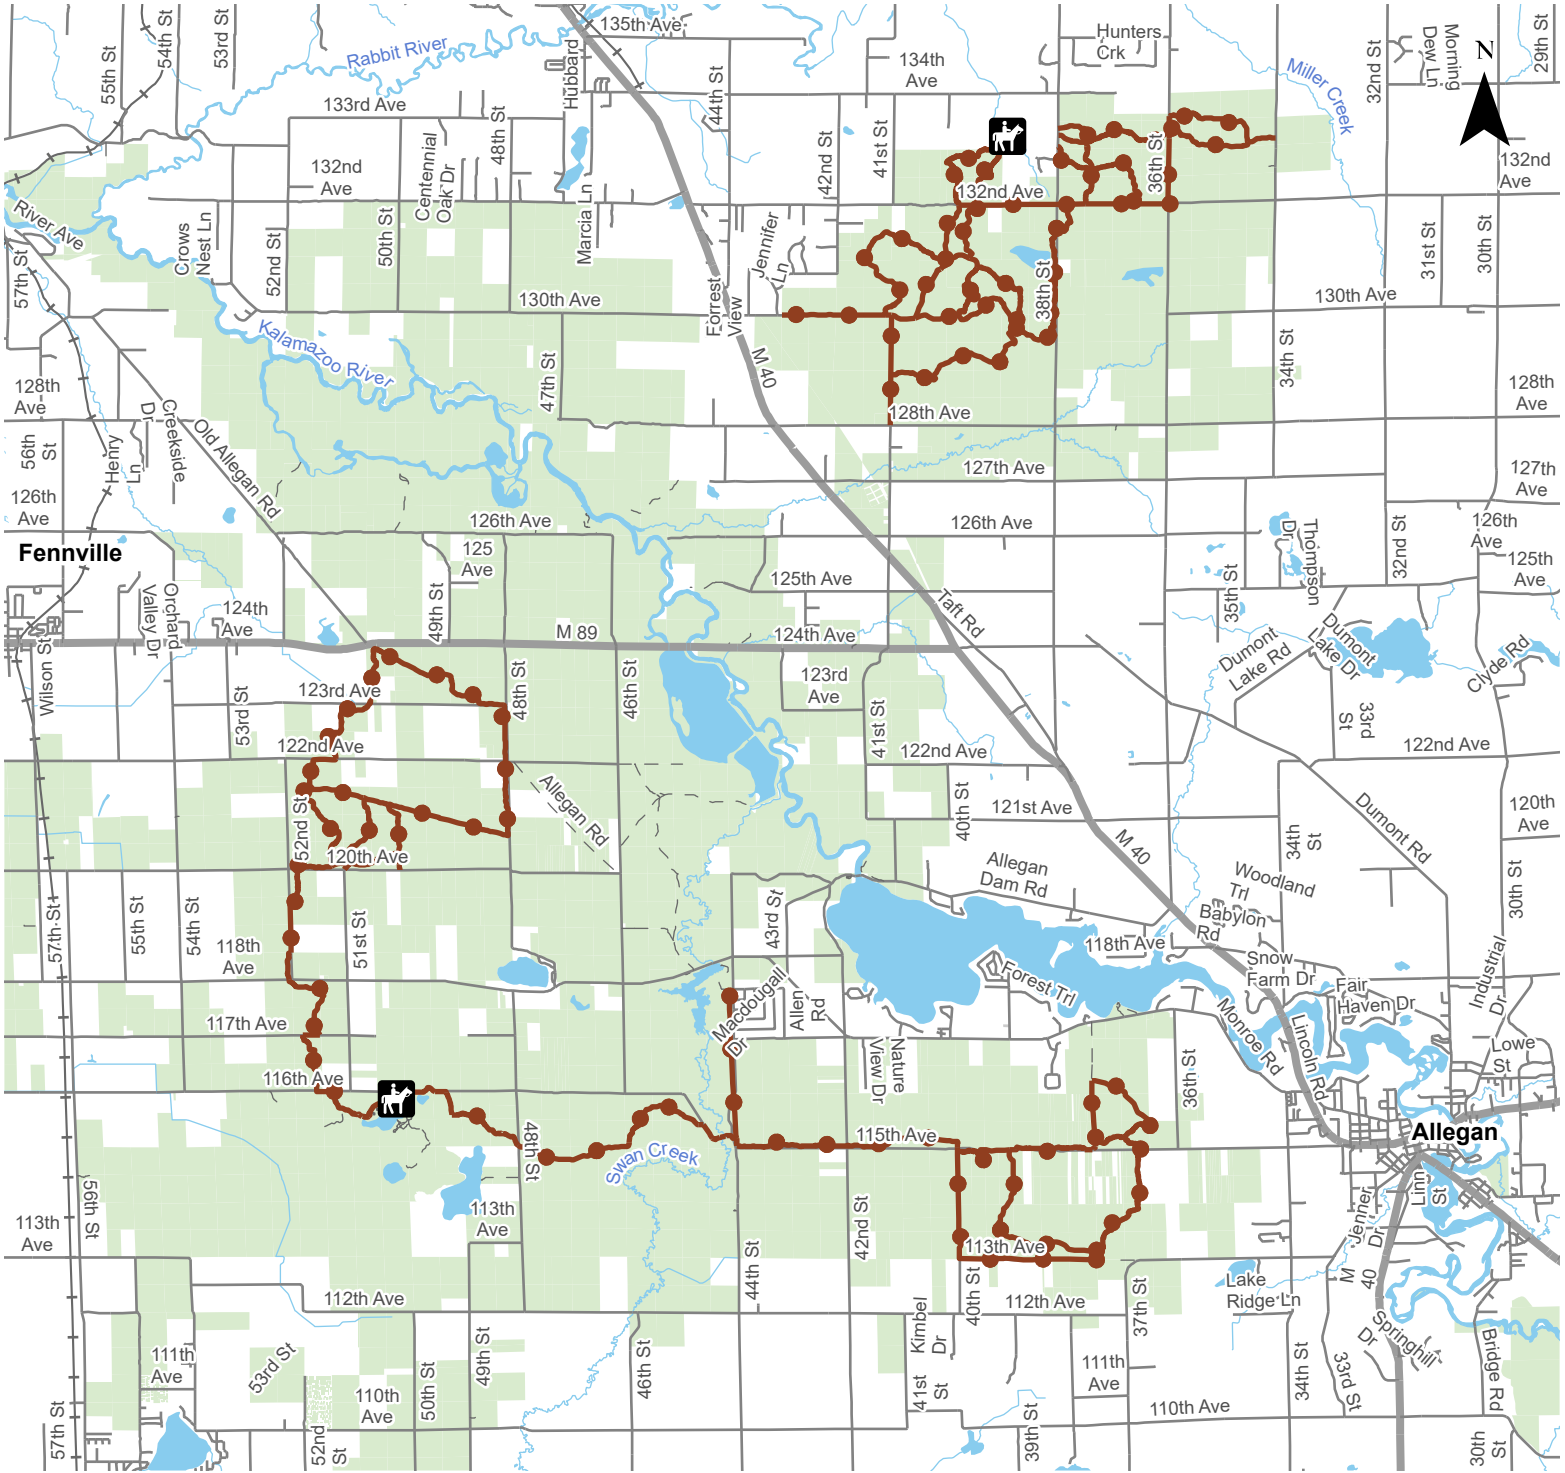 135th Ave
Hunters
Crk
55th St
54th St
53rd St
Rabbit River
Hubbard
44th St
134th
Ave
Miller Creek
32nd St
Morning
Dew Ln
N
29th St
133rd Ave
48th St
Centennial
Oak Dr
132nd
Ave
42nd St
41st St
132nd Ave
36th St
132nd
Ave
River Ave
57th St
Crows
Nest Ln
52nd St
50th St
Marcia Ln
Jennifer
Ln
31st St
30th St
130th Ave
Forrest
View
38th St
130th Ave
Kalamazoo River
47th St
M 40
34th St
128th
Ave
128th Ave
128th
Ave
56th
St
Henry
Ln
Creekside
Dr
Old Allegan Rd
127th Ave
127th
Ave
126th
Ave
126th Ave
126th Ave
126th
Ave
Fennville
125
Ave
125th Ave
Thompson
Dr
32nd St
125th
Ave
35th St
Orchard
Valley Dr
124th
Ave
49th St
M 89
124th Ave
Taft Rd
Dumont
Lake Rd
Dumont
Lake Dr
Clyde Rd
Wilson St
53rd St
123rd Ave
48th St
46th St
123rd
Ave
41st St
33rd
St
122nd Ave
122nd Ave
122nd Ave
52nd St
Allegan Rd
40th St
121st Ave
M 40
Dumont Rd
120th
Ave
120th Ave
34th
St
Allegan
Dam Rd
Woodland
Trl
Babylon
Rd
30th St
57th St
55th St
54th St
118th
Ave
51st St
43rd St
118th Ave
Snow
Farm Dr
Forest Trl
Fair
Haven Dr
Industrial
Dr
117th Ave
Macdougall
Dr
Allen
Rd
Monroe Rd
Lincoln Rd
Lowe
St
116th Ave
Nature
View Dr
36th St
48th St
Swan Creek
115th Ave
Allegan
56th St
113th
Ave
113th
Ave
44th St
42nd St
113th Ave
Jenner
Dr
Linn
St
112th Ave
40th St
112th Ave
37th St
Lake
Ridge Ln
M
40
Springhill
Dr
111th
Ave
53rd St
110th
Ave
50th St
49th St
46th St
Kimbel
Dr
41st
St
111th
Ave
110th Ave
34th St
33rd St
Bridge Rd
57th St
52nd
St
39th St
30th
St